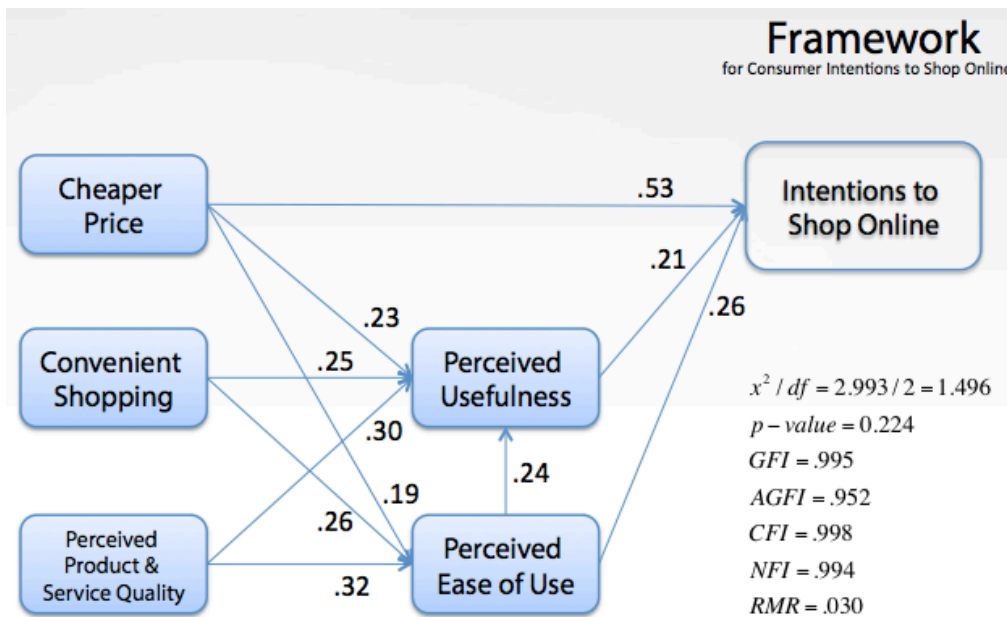 Framework
for Consumer Intentions to Shop Online
Cheaper
Price
.53
Intentions to
Shop Online
.21
.26
.23
Convenient
Shopping
.25
Perceived
Usefulness
.30
.24
.19
.26
Perceived
Product &
Service Quality
.32
Perceived
Ease of Use
x² / df = 2.993 / 2 = 1.496
p – value = 0.224
GFI = .995
AGFI = .952
CFI = .998
NFI = .994
RMR = .030